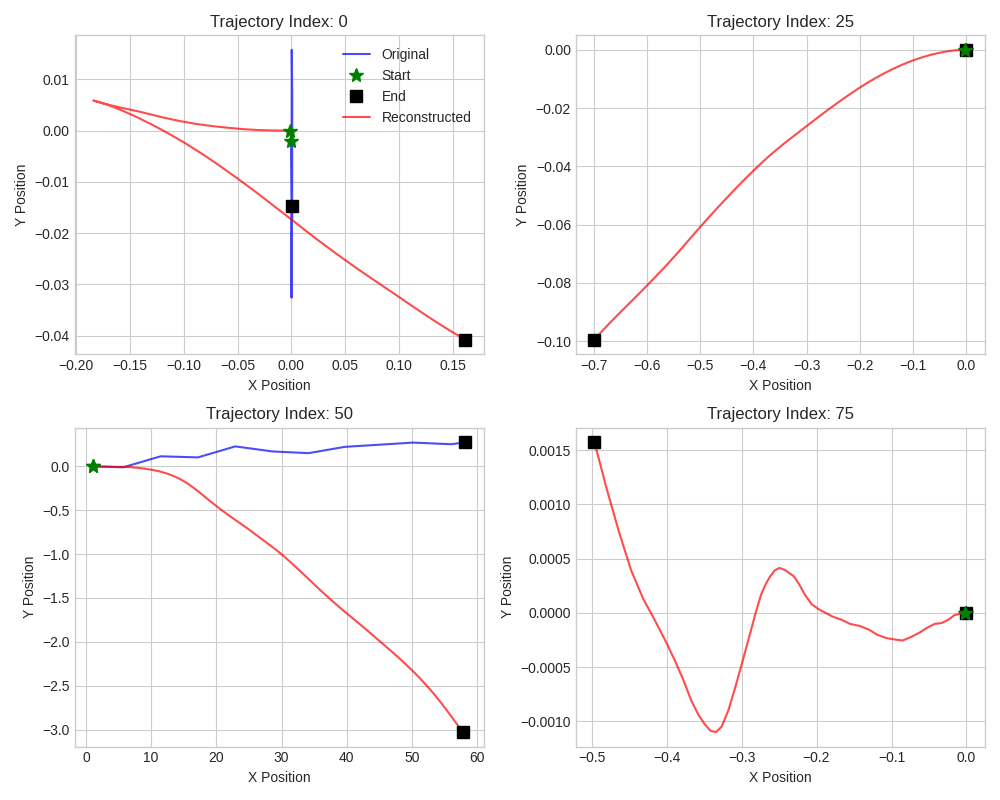 Trajectory Index: 0
Original
Start
End
Reconstructed
Y Position
0.01
0.00
−0.01
−0.02
−0.03
−0.04
−0.20 −0.15 −0.10 −0.05 0.00 0.05 0.10 0.15
X Position
Trajectory Index: 25
Y Position
0.00
−0.02
−0.04
−0.06
−0.08
−0.10
−0.7 −0.6 −0.5 −0.4 −0.3 −0.2 −0.1 0.0
X Position
Trajectory Index: 50
Y Position
0.0
−0.5
−1.0
−1.5
−2.0
−2.5
−3.0
0 10 20 30 40 50 60
X Position
Trajectory Index: 75
Y Position
0.0015
0.0010
0.0005
0.0000
−0.0005
−0.0010
−0.5 −0.4 −0.3 −0.2 −0.1 0.0
X Position